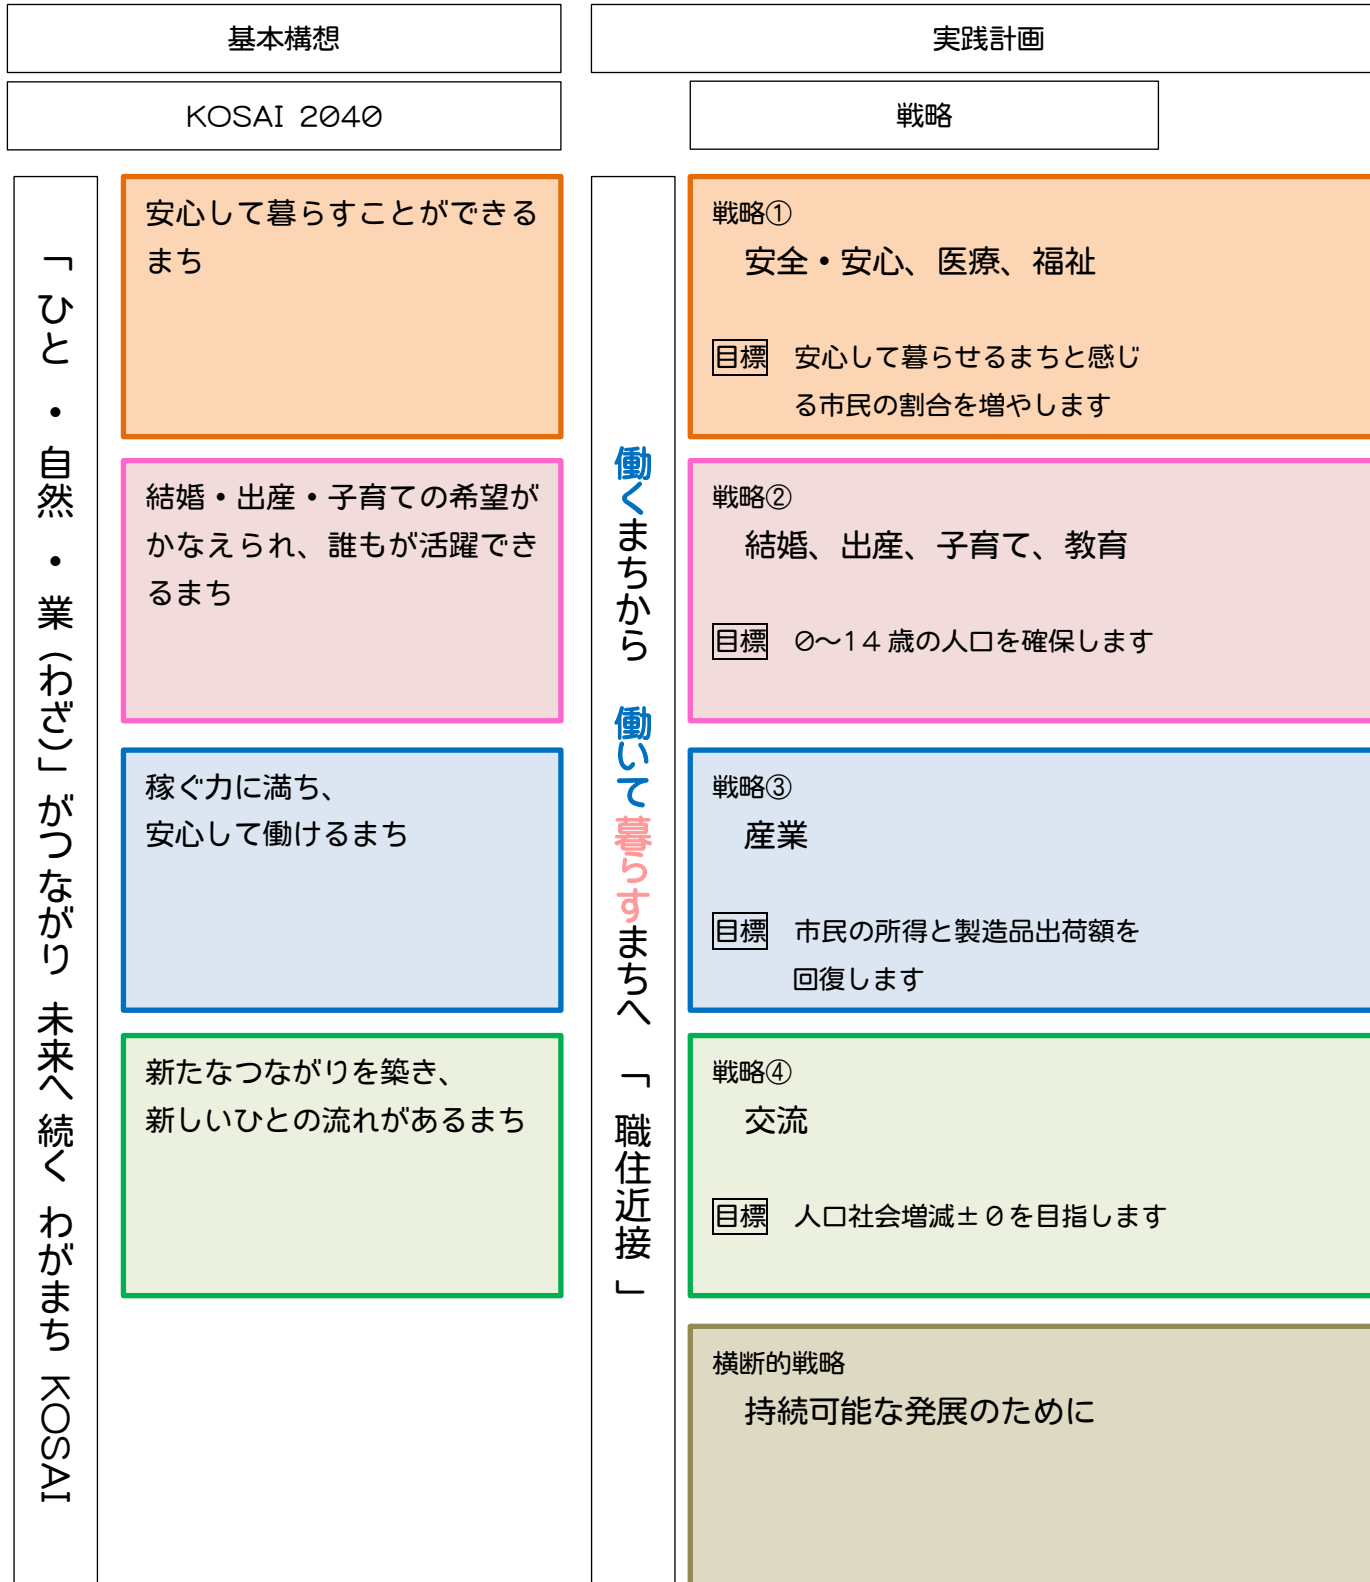 基本構想
実践計画
KOSAI 2040
戦略
「ひと・自然・業（わざ）」がつながり 未来へ 続く わがまち KOSAI
安心して暮らすことができる
まち
結婚・出産・子育ての希望が
かなえられ、誰もが活躍でき
るまち
稼ぐ力に満ち、
安心して働けるまち
新たなつながりを築き、
新しいひとの流れがあるまち
働くまちから 働いて暮らすまちへ 「職住近接」
戦略①
安全・安心、医療、福祉
目標 安心して暮らせるまちと感じ
る市民の割合を増やします
戦略②
結婚、出産、子育て、教育
目標 0～14歳の人口を確保します
戦略③
産業
目標 市民の所得と製造品出荷額を
回復します
戦略④
交流
目標 人口社会増減±0を目指します
横断的戦略
持続可能な発展のために